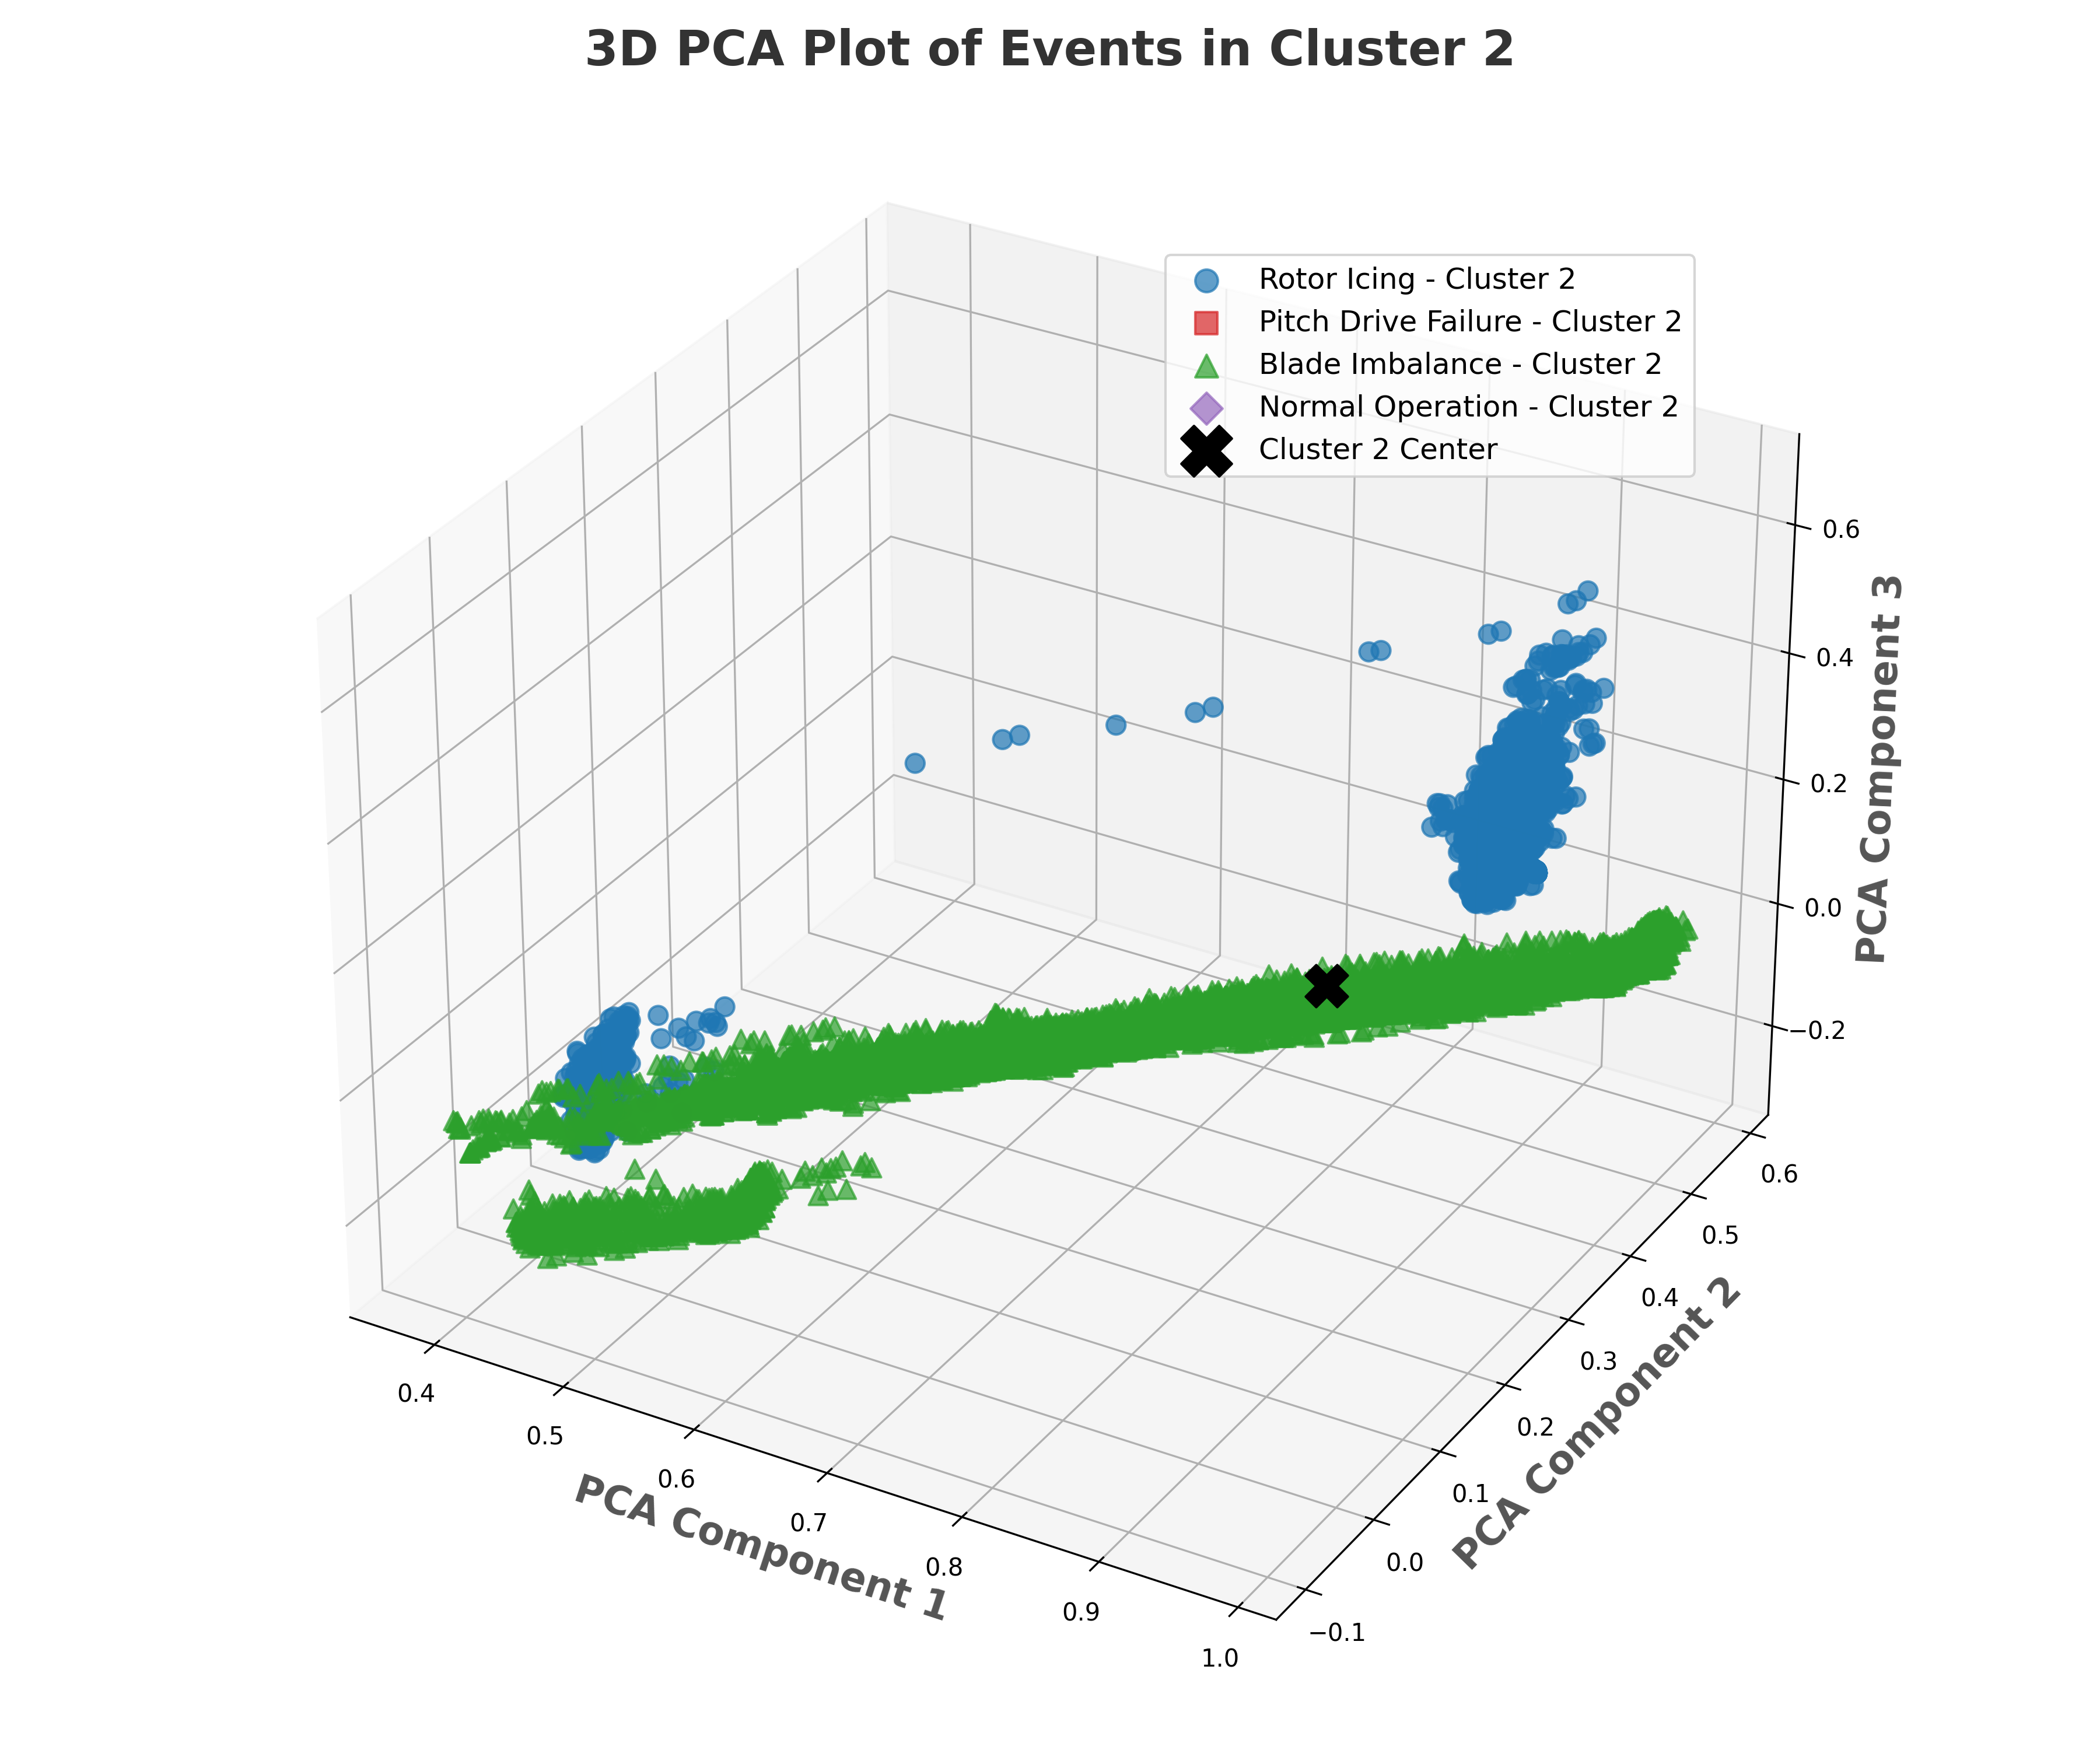 3D PCA Plot of Events in Cluster 2
Rotor Icing - Cluster 2
Pitch Drive Failure - Cluster 2
Blade Imbalance - Cluster 2
Normal Operation - Cluster 2
Cluster 2 Center
0.6
0.4
0.2
0.0
−0.2
PCA Component 3
0.6
0.5
0.4
0.3
0.2
0.1
0.0
−0.1
PCA Component 2
0.4
0.5
0.6
0.7
0.8
0.9
1.0
PCA Component 1